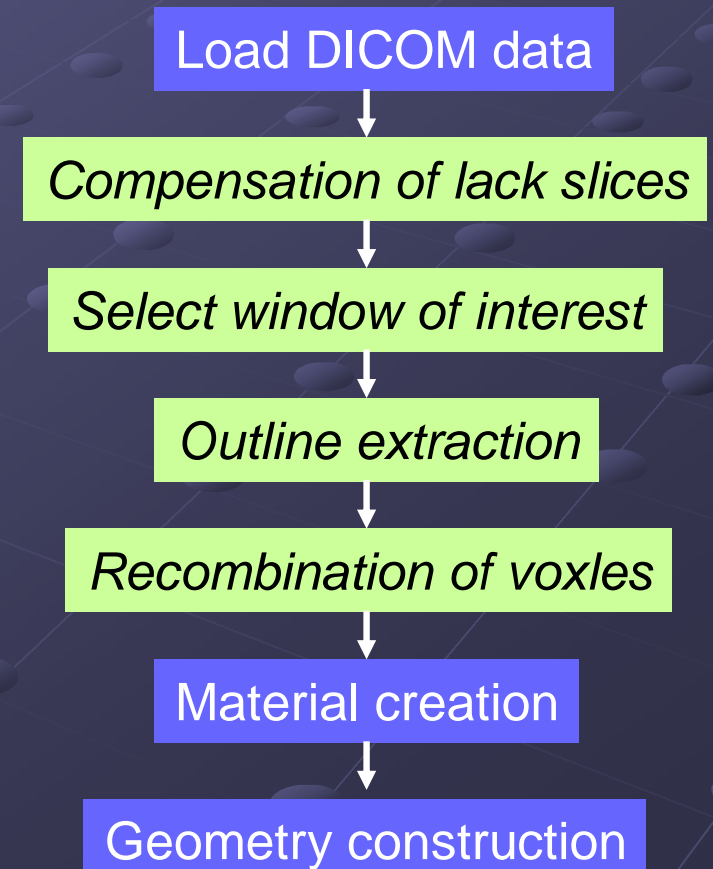 Load DICOM data
Compensation of lack slices
Select window of interest
Outline extraction
Recombination of voxles
Material creation
Geometry construction